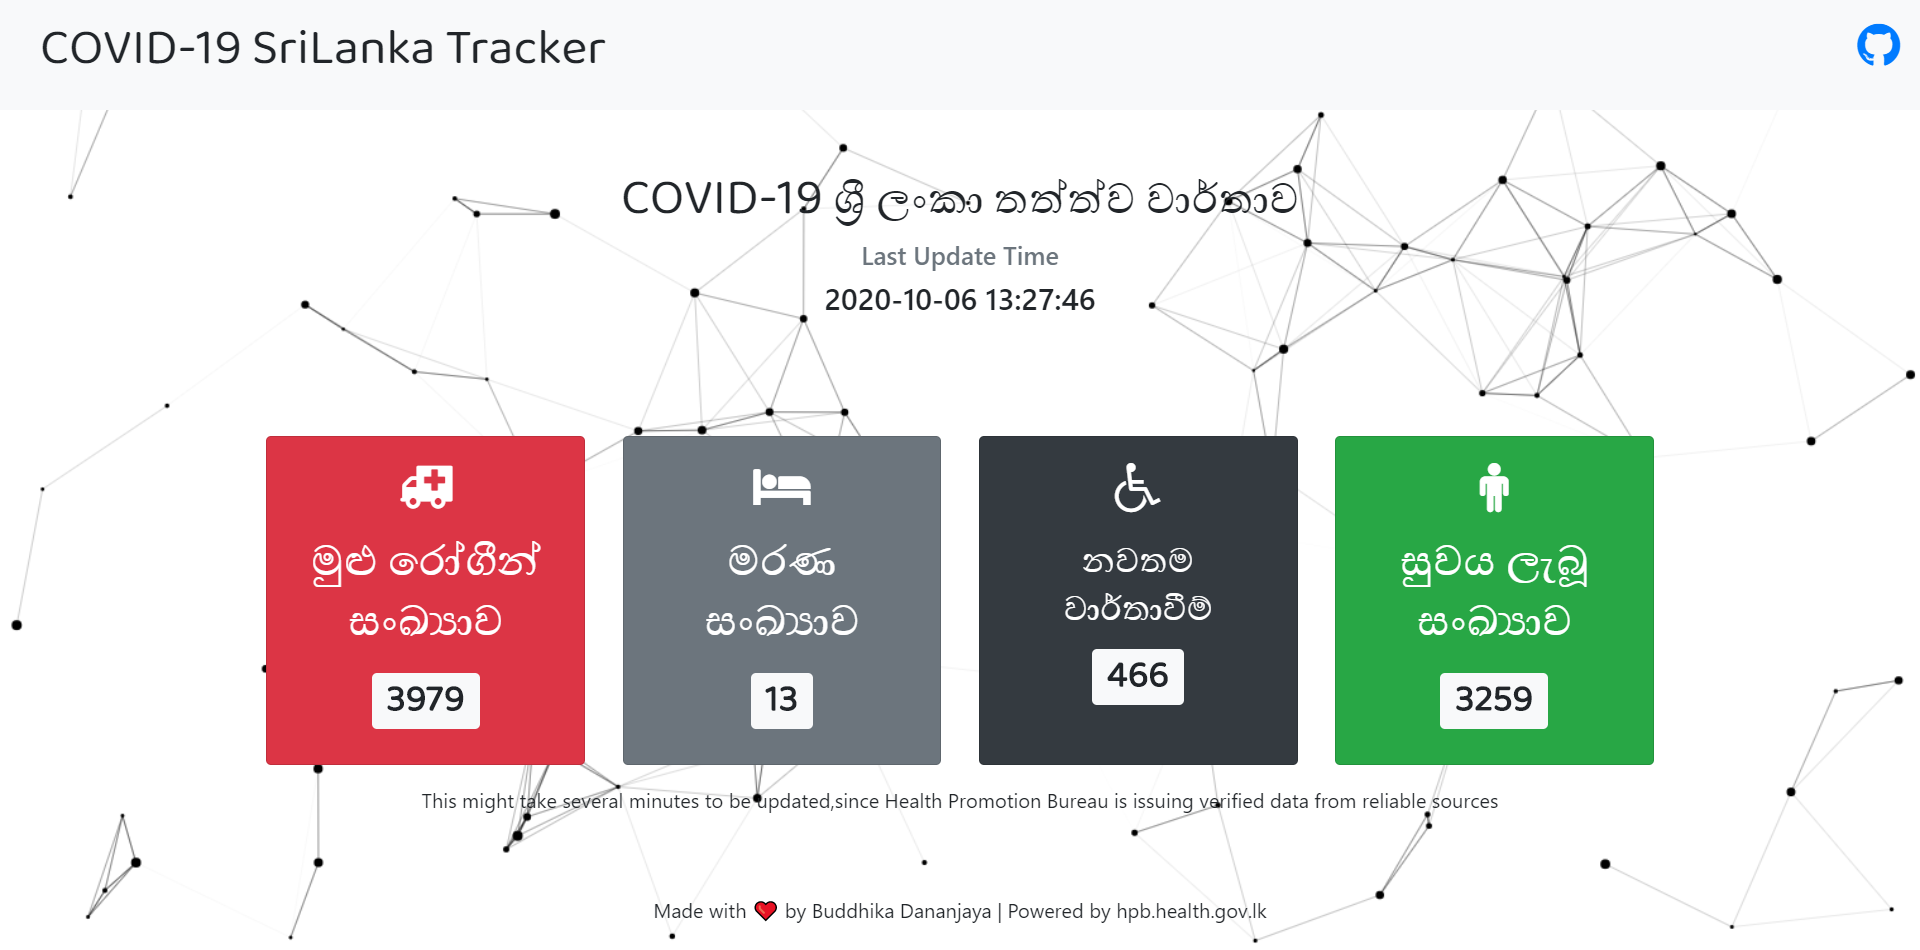 COVID-19 SriLanka Tracker
COVID-19 ශ්‍රී ලංකා තත්ත්ව වාර්තාව
Last Update Time
2020-10-06 13:27:46
මුළු රෝගීන්
සංඛ්‍යාව
3979
මරණ
සංඛ්‍යාව
13
නවතම
වාර්තාවීම්
466
සුවය ලැබූ
සංඛ්‍යාව
3259
This might take several minutes to be updated,since Health Promotion Bureau is issuing verified data from reliable sources
Made with ❤️ by Buddhika Dananjaya | Powered by hpb.health.gov.lk